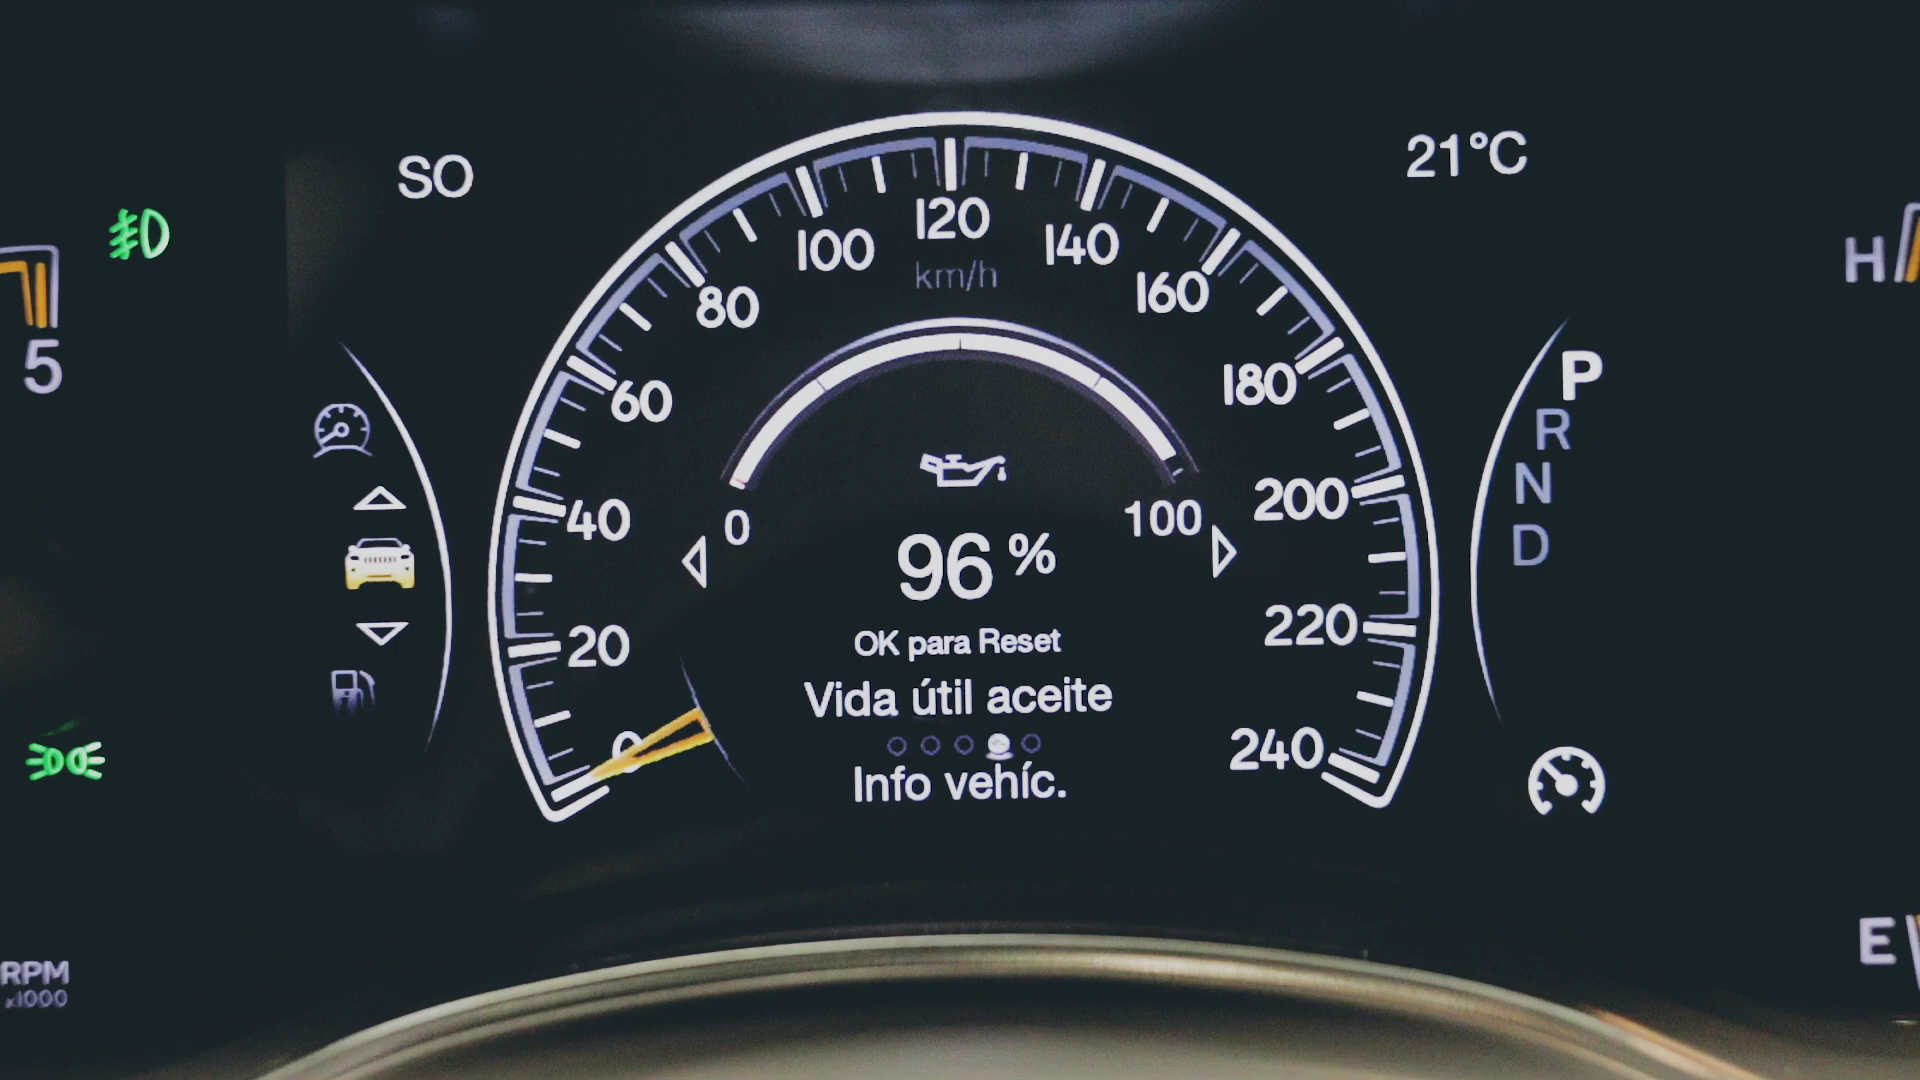 SO
21°C
120
100
140
km/h
80
160
H
5
60
180
P
R
N
D
40
200
0
100
96 %
20
220
OK para Reset
Vida útil aceite
0
240
Info vehíc.
E
RPM
x1000